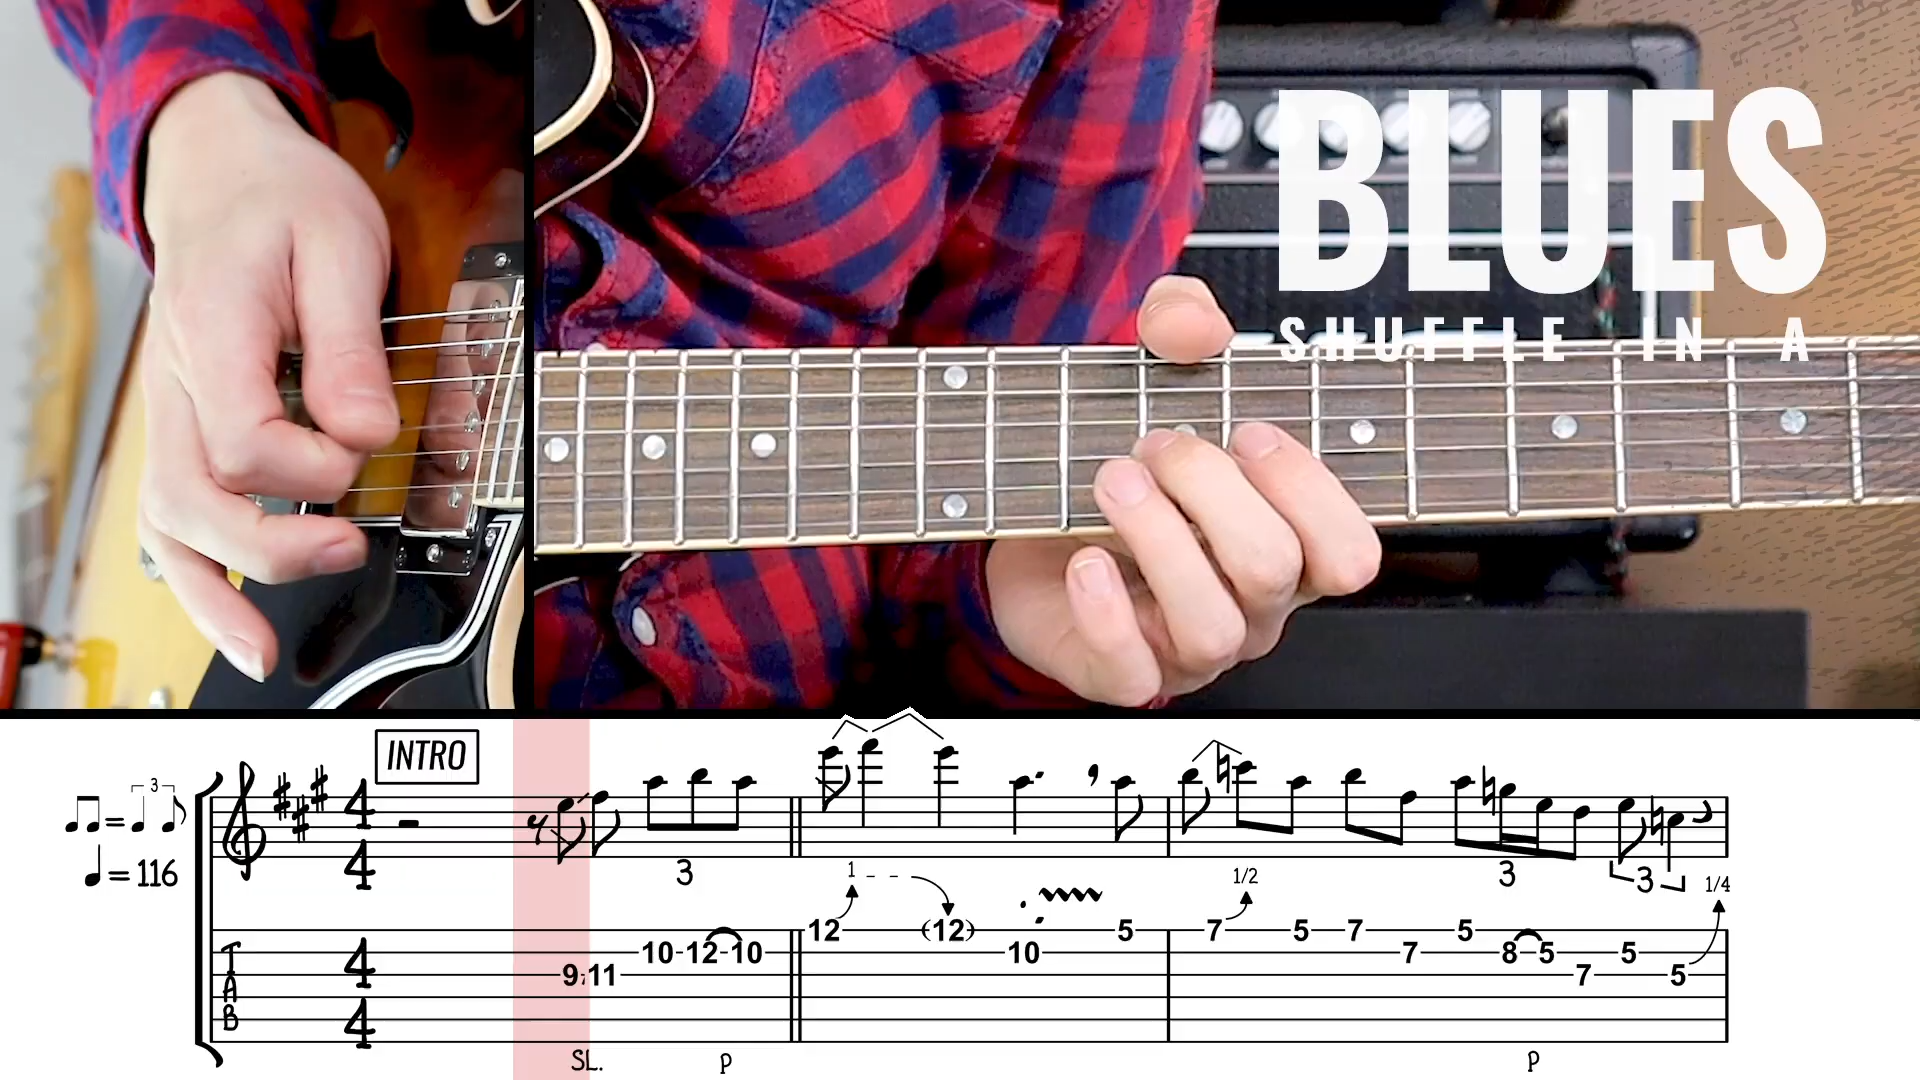 BLUES
SHUFFLE IN A
INTRO
3
= 116
4
4
3
3
3
1
1/2
1/4
12 (12) 5 7 5 7 5
10 12 10 10 7 8 5 5
9 11 7 5
T
A
B
4
4
SL. P P